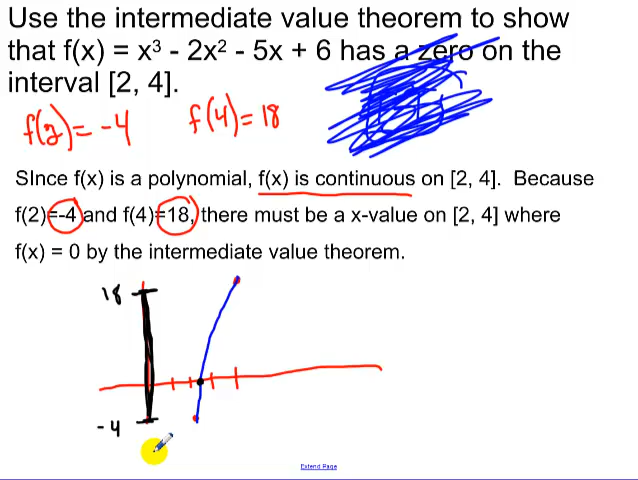 Use the intermediate value theorem to show
that f(x) = x³ - 2x² - 5x + 6 has a zero on the
interval [2, 4].
f(2) = -4 f(4) = 18
SInce f(x) is a polynomial, f(x) is continuous on [2, 4]. Because
f(2)=-4 and f(4)=18, there must be a x-value on [2, 4] where
f(x) = 0 by the intermediate value theorem.
18
-4
Extend Page